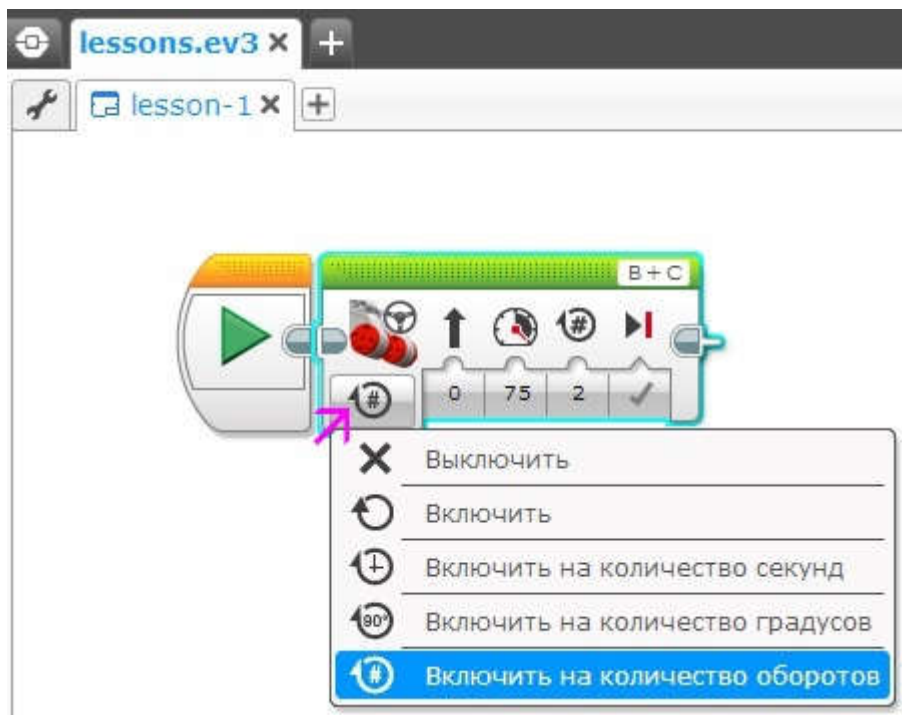 lessons.ev3
lesson-1
B + C
#
#
0 75 2
Выключить
Включить
Включить на количество секунд
90° Включить на количество градусов
# Включить на количество оборотов